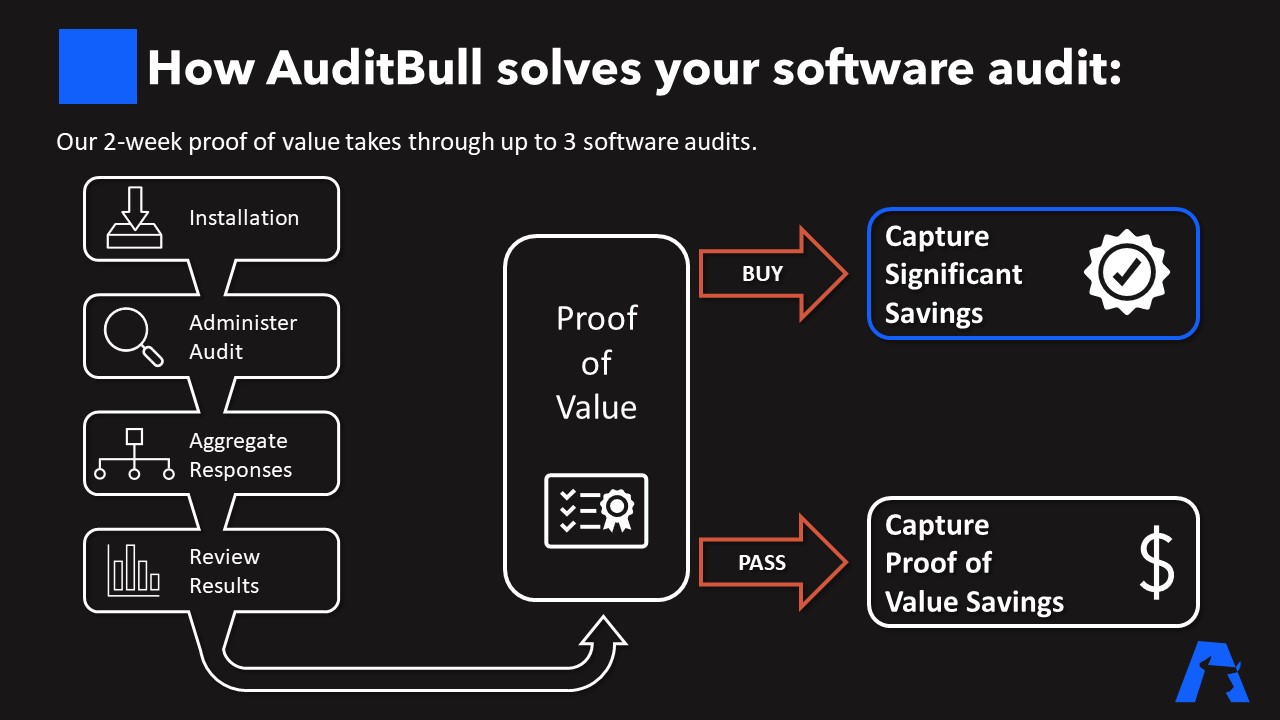 How AuditBull solves your software audit:
Our 2-week proof of value takes through up to 3 software audits.
Installation
Administer
Audit
Aggregate
Responses
Review
Results
Proof
of
Value
BUY
Capture
Significant
Savings
PASS
Capture
Proof of
Value Savings
$